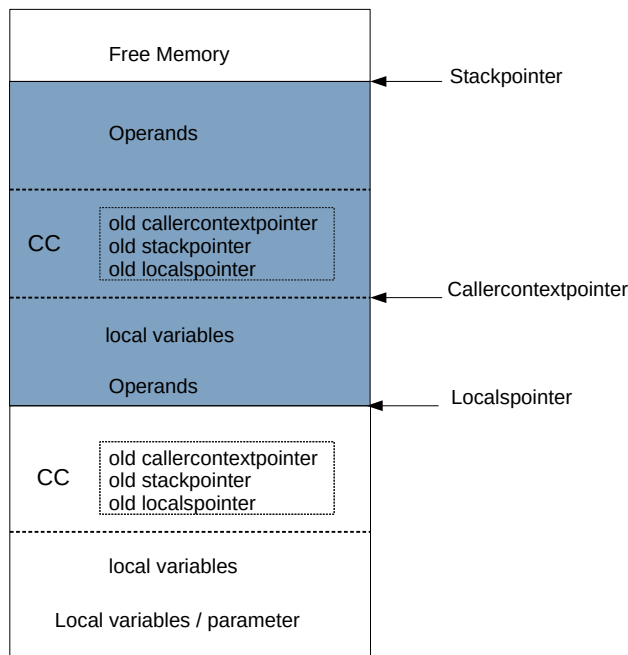 Free Memory
Stackpointer
Operands
CC
old callercontextpointer
old stackpointer
old localspointer
Callercontextpointer
local variables
Operands
Localspointer
CC
old callercontextpointer
old stackpointer
old localspointer
local variables
Local variables / parameter